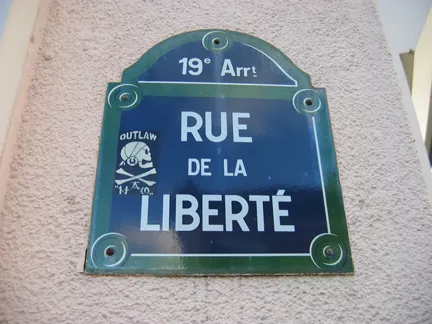 19e Arrt
RUE
DE LA
LIBERTÉ
OUTLAW